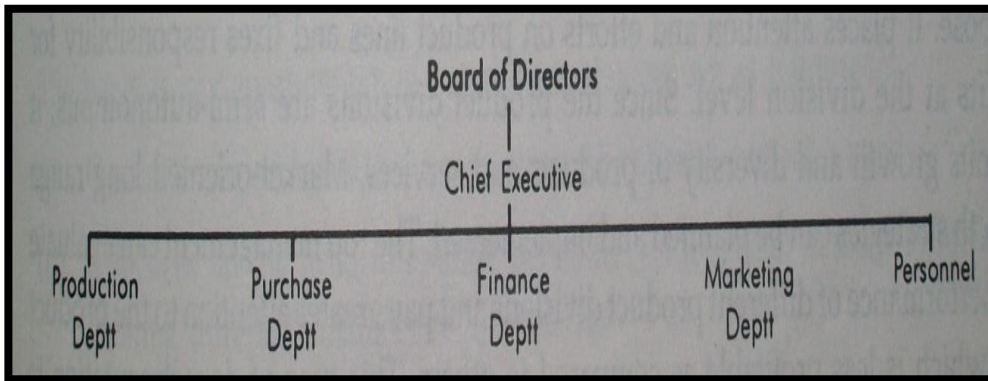 Board of Directors
Chief Executive
Production Deptt
Purchase Deptt
Finance Deptt
Marketing Deptt
Personnel